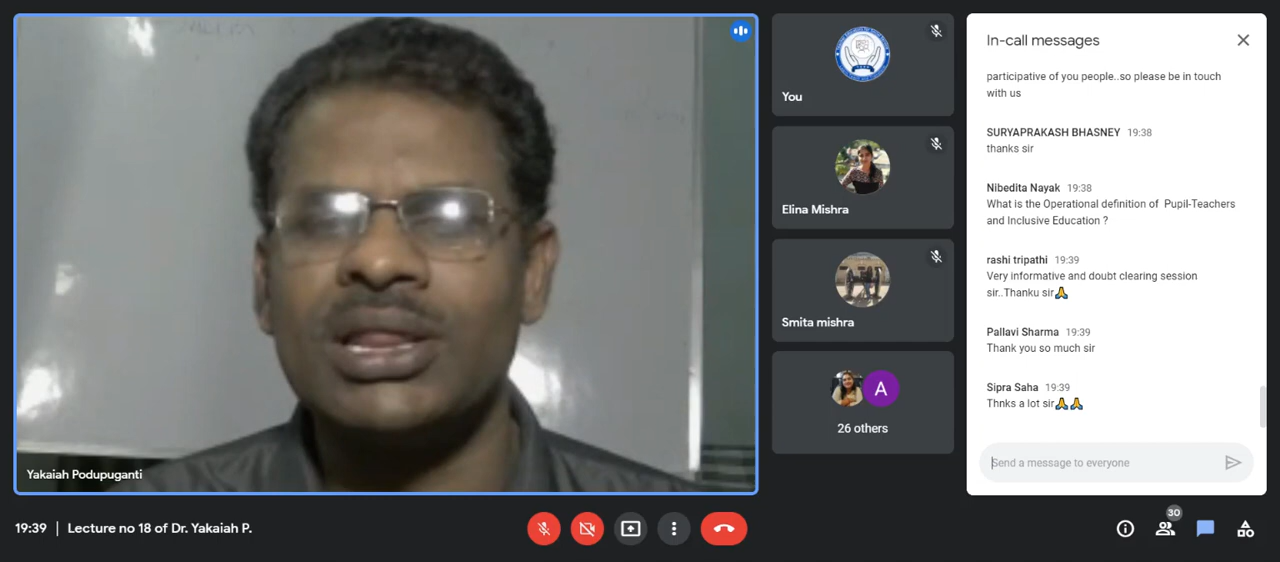 You
Elina Mishra
Smita mishra
A
26 others
Yakaiah Podupuganti
In-call messages
participative of you people..so please be in touch
with us
SURYAPRAKASH BHASNEY 19:38
thanks sir
Nibedita Nayak 19:38
What is the Operational definition of Pupil-Teachers
and Inclusive Education ?
rashi tripathi 19:39
Very informative and doubt clearing session
sir..Thanku sir🙏
Pallavi Sharma 19:39
Thank you so much sir
Sipra Saha 19:39
Thnks a lot sir🙏🙏
Send a message to everyone
19:39 | Lecture no 18 of Dr. Yakaiah P.
30